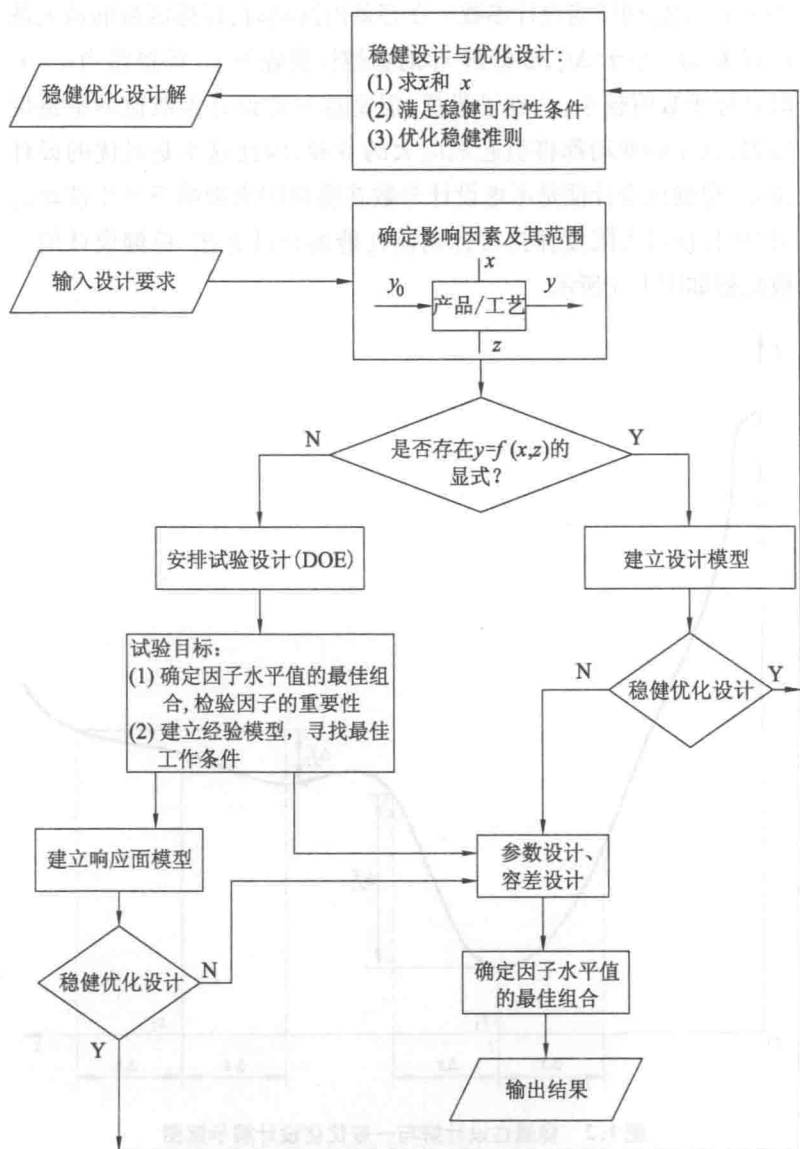 稳健设计与优化设计:
(1) 求x̄和 x
(2) 满足稳健可行性条件
(3) 优化稳健准则
稳健优化设计解
确定影响因素及其范围
输入设计要求
x
y₀
产品/工艺
y
z
N
是否存在y=f (x,z)的
显式?
Y
安排试验设计(DOE)
建立设计模型
试验目标:
(1) 确定因子水平值的最佳组
合,检验因子的重要性
(2) 建立经验模型，寻找最佳
工作条件
N
稳健优化设计
Y
建立响应面模型
参数设计、
容差设计
稳健优化设计
N
确定因子水平值
的最佳组合
Y
输出结果